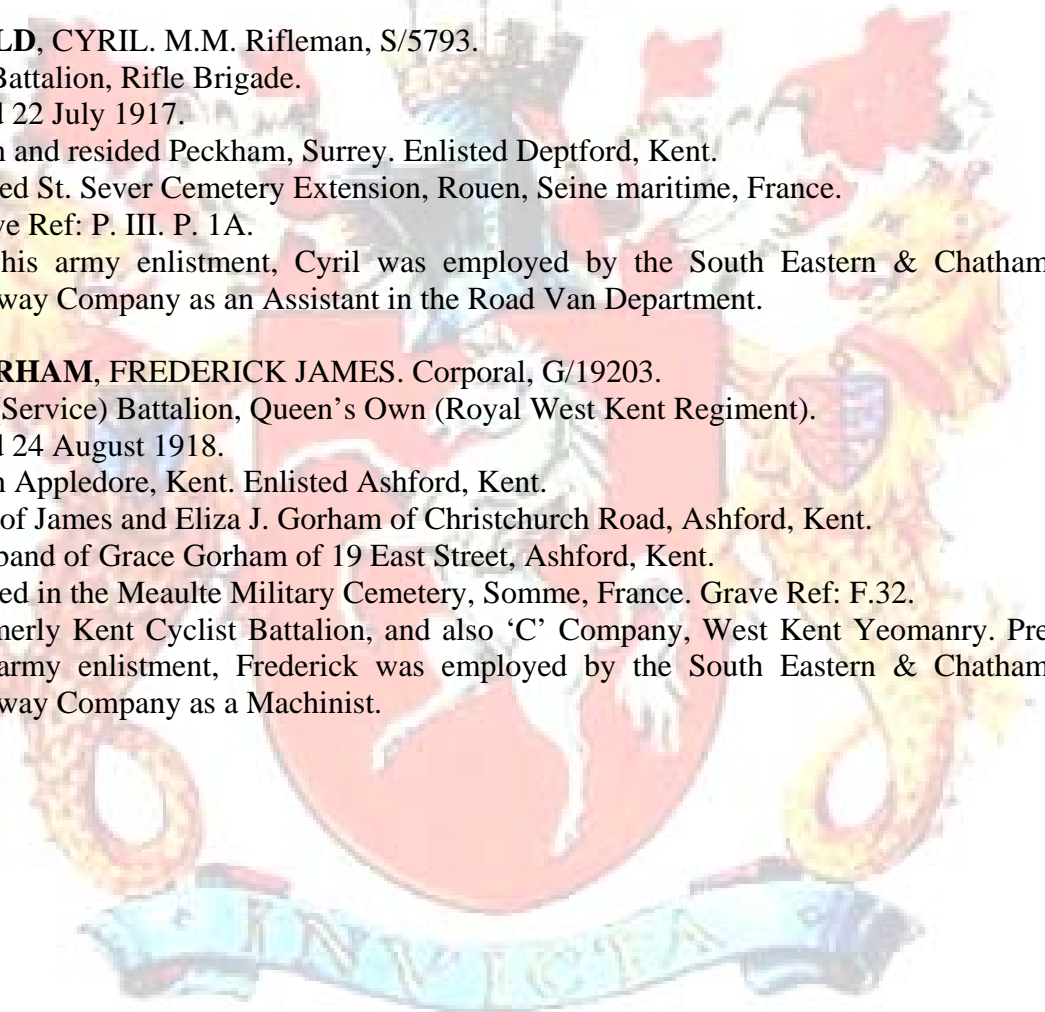 LD, CYRIL. M.M. Rifleman, S/5793.
Battalion, Rifle Brigade.
d 22 July 1917.
n and resided Peckham, Surrey. Enlisted Deptford, Kent.
ed St. Sever Cemetery Extension, Rouen, Seine maritime, France.
ve Ref: P. III. P. 1A.
his army enlistment, Cyril was employed by the South Eastern & Chatham
way Company as an Assistant in the Road Van Department.
RHAM, FREDERICK JAMES. Corporal, G/19203.
(Service) Battalion, Queen’s Own (Royal West Kent Regiment).
d 24 August 1918.
n Appledore, Kent. Enlisted Ashford, Kent.
of James and Eliza J. Gorham of Christchurch Road, Ashford, Kent.
band of Grace Gorham of 19 East Street, Ashford, Kent.
ed in the Meaulte Military Cemetery, Somme, France. Grave Ref: F.32.
merly Kent Cyclist Battalion, and also ‘C’ Company, West Kent Yeomanry. Pre
army enlistment, Frederick was employed by the South Eastern & Chatham
way Company as a Machinist.
INVICTA